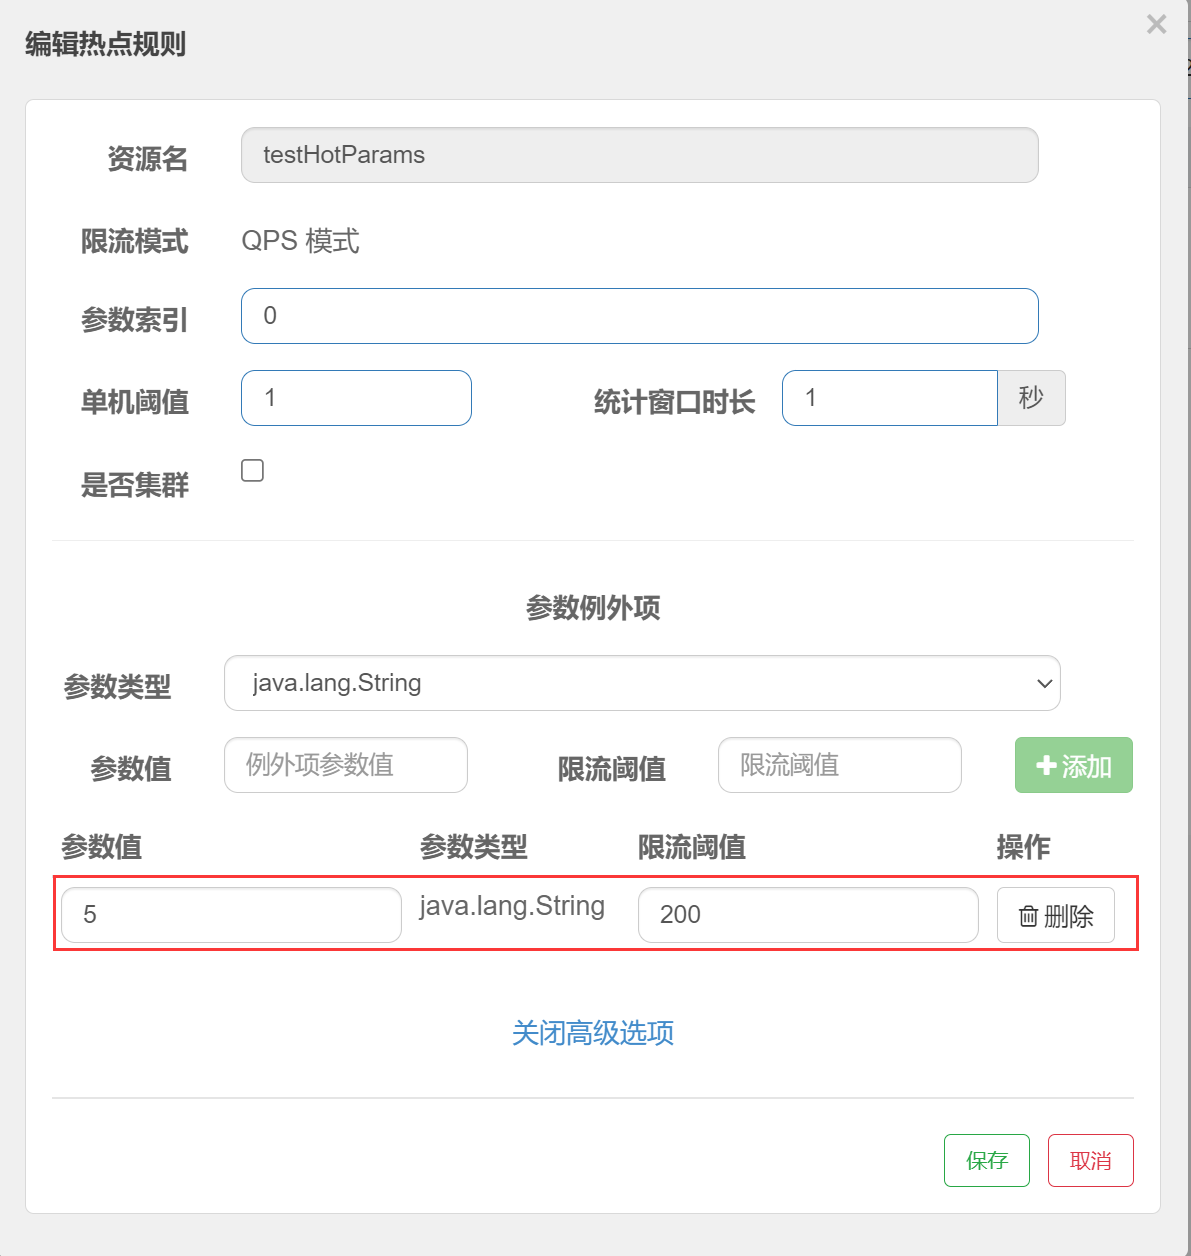 编辑热点规则
×
资源名 testHotParams
限流模式 QPS 模式
参数索引 0
单机阈值 1 统计窗口时长 1 秒
是否集群
参数例外项
参数类型 java.lang.String
参数值 例外项参数值 限流阈值 限流阈值 添加
参数值 参数类型 限流阈值 操作
5 java.lang.String 200 删除
关闭高级选项
保存 取消